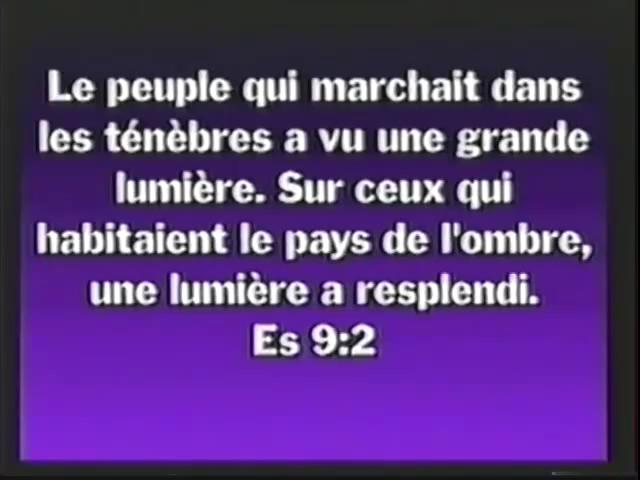 Le peuple qui marchait dans
les ténèbres a vu une grande
lumière. Sur ceux qui
habitaient le pays de l'ombre,
une lumière a resplendi.
Es 9:2